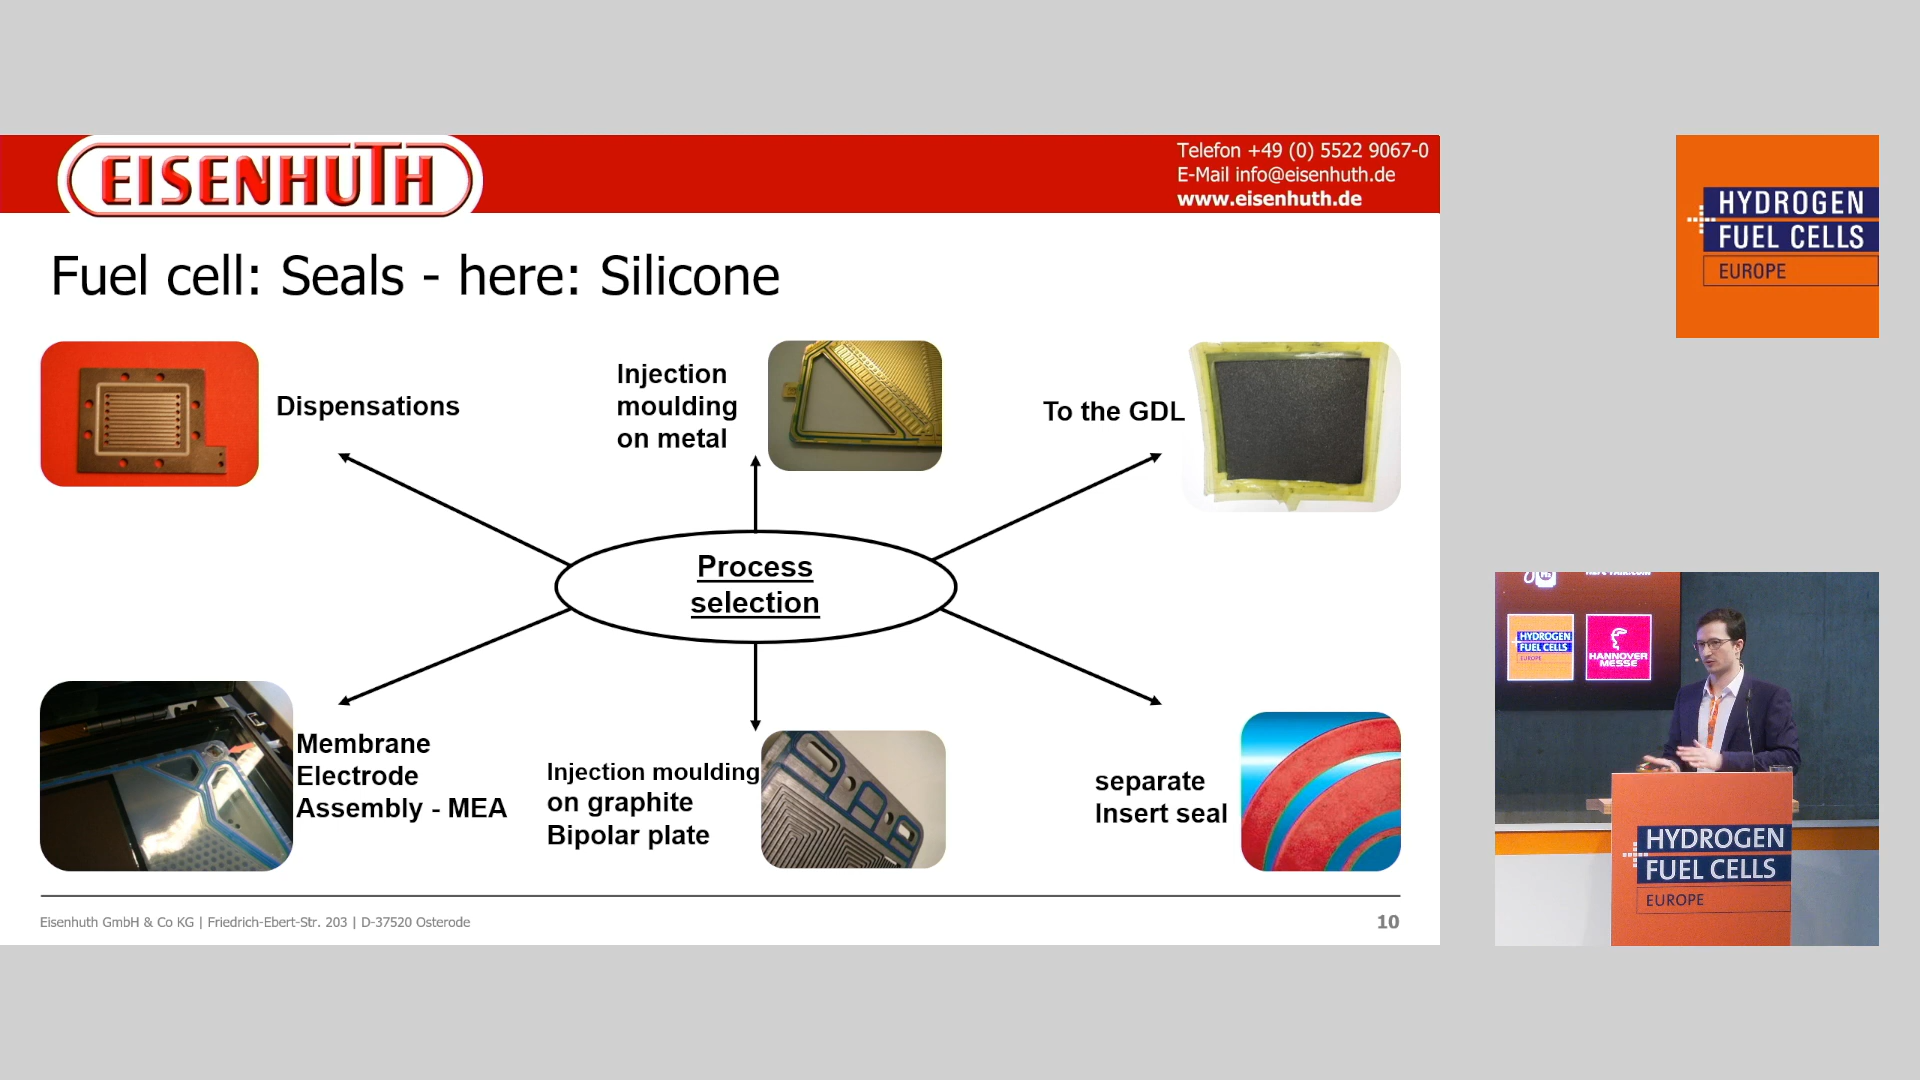 EISENHUTH
Telefon +49 (0) 5522 9067-0
E-Mail info@eisenhuth.de
www.eisenhuth.de
Fuel cell: Seals - here: Silicone
Dispensations
Injection
moulding
on metal
To the GDL
Process
selection
Membrane
Electrode
Assembly - MEA
Injection moulding
on graphite
Bipolar plate
separate
Insert seal
Eisenhuth GmbH & Co KG | Friedrich-Ebert-Str. 203 | D-37520 Osterode
10
HYDROGEN
FUEL CELLS
EUROPE
HYDROGEN
FUEL CELLS
EUROPE
HANNOVER
MESSE
HYDROGEN
FUEL CELLS
EUROPE